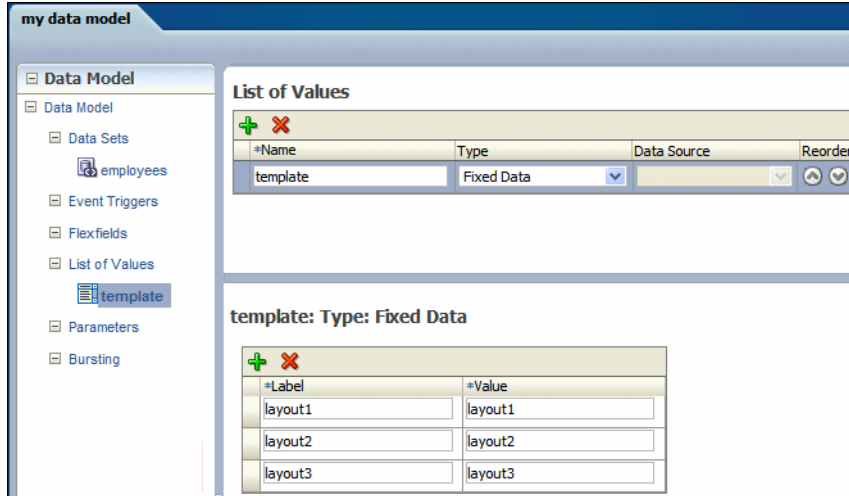 my data model
Data Model
Data Model
Data Sets
employees
Event Triggers
Flexfields
List of Values
template
Parameters
Bursting
List of Values
*Name Type Data Source Reorder
template Fixed Data
template: Type: Fixed Data
*Label *Value
layout1 layout1
layout2 layout2
layout3 layout3